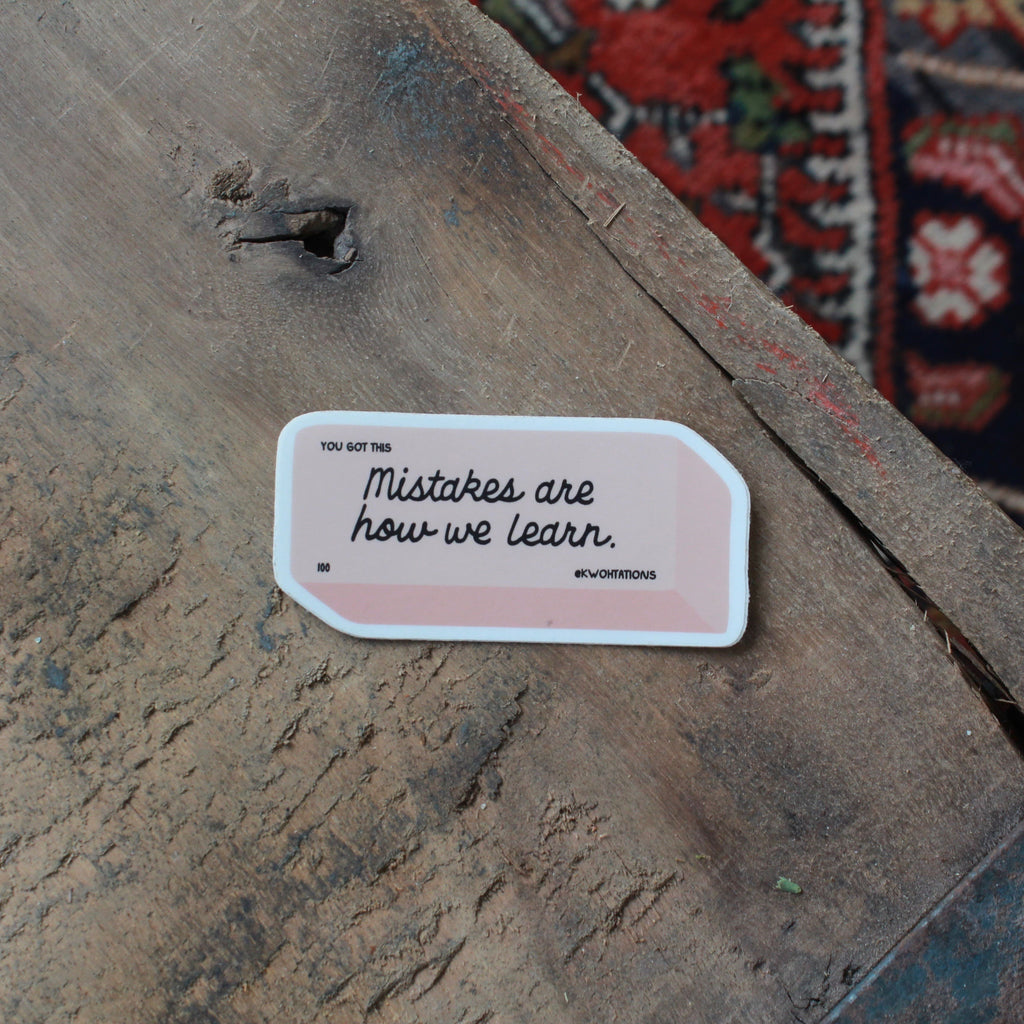 YOU GOT THIS
Mistakes are
how we learn.
100
@KWOHTATIONS